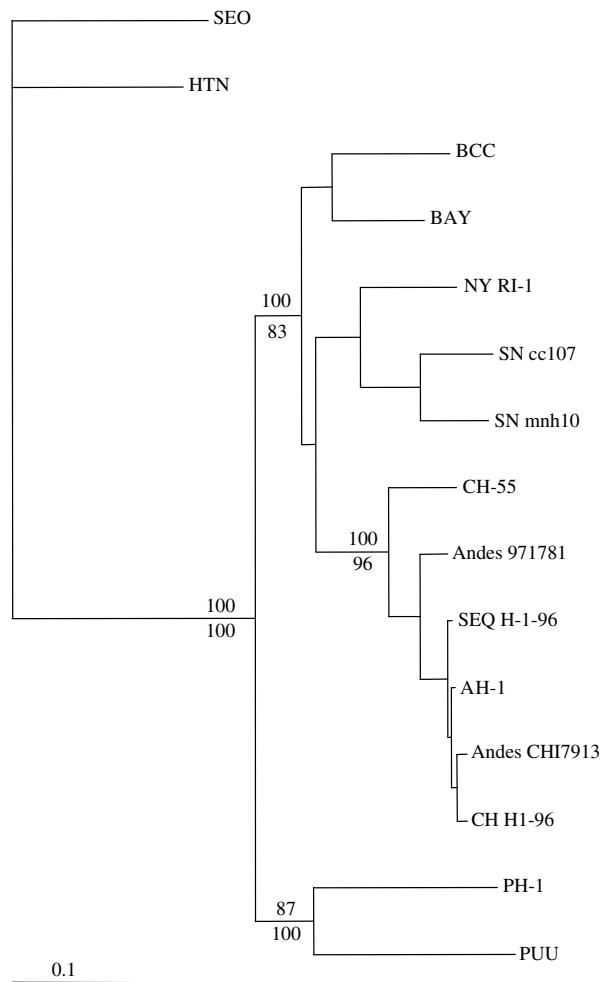 SEO
HTN
BCC
BAY
NY RI-1
100
83
SN cc107
SN mnh10
CH-55
100
96
Andes 971781
100
100
SEQ H-1-96
AH-1
Andes CHI7913
CH H1-96
PH-1
87
100
PUU
0.1